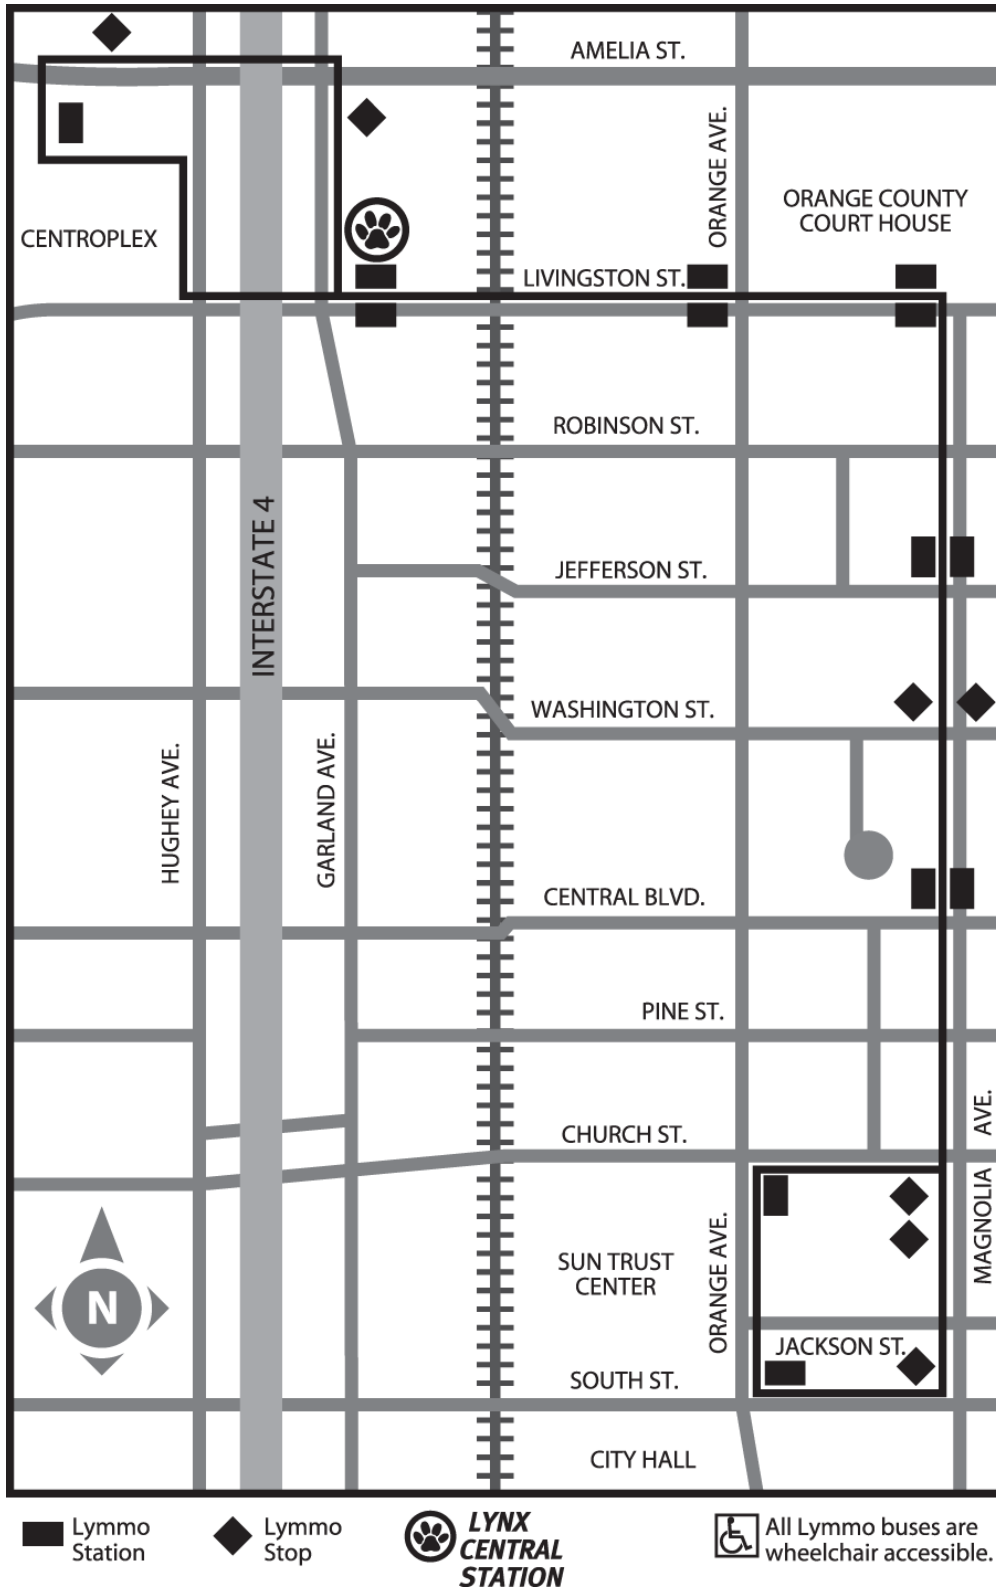 AMELIA ST.
ORANGE AVE.
ORANGE COUNTY
COURT HOUSE
CENTROPLEX
LIVINGSTON ST.
ROBINSON ST.
INTERSTATE 4
JEFFERSON ST.
WASHINGTON ST.
HUGHEY AVE.
GARLAND AVE.
CENTRAL BLVD.
PINE ST.
CHURCH ST.
MAGNOLIA AVE.
SUN TRUST
CENTER
ORANGE AVE.
N
JACKSON ST.
SOUTH ST.
CITY HALL
Lymmo
Station
Lymmo
Stop
LYNX
CENTRAL
STATION
All Lymmo buses are
wheelchair accessible.